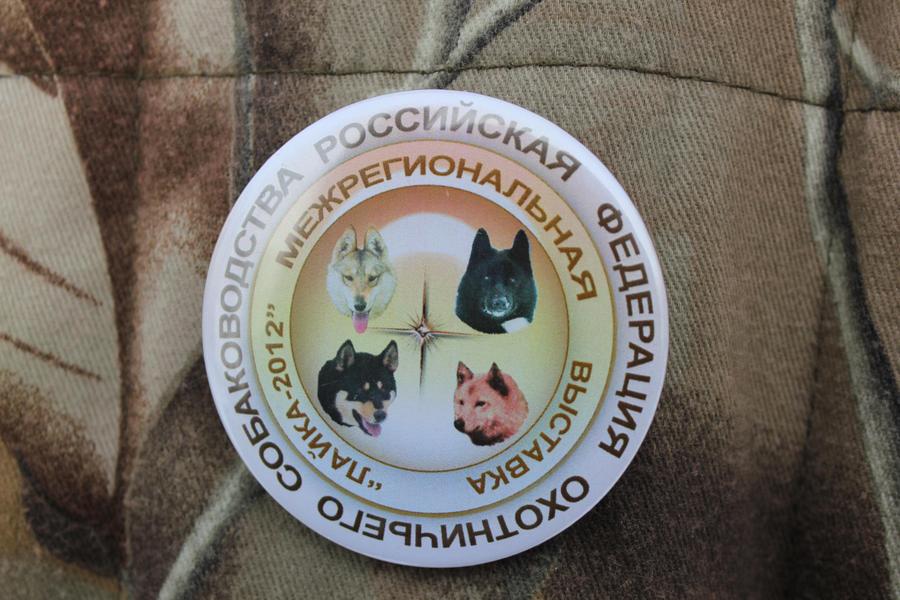 РОССИЙСКАЯ ФЕДЕРАЦИЯ ОХОТНИЧЬЕГО СОБАКОВОДСТВА
МЕЖРЕГИОНАЛЬНАЯ ВЫСТАВКА
„ЛАЙКА-2012”